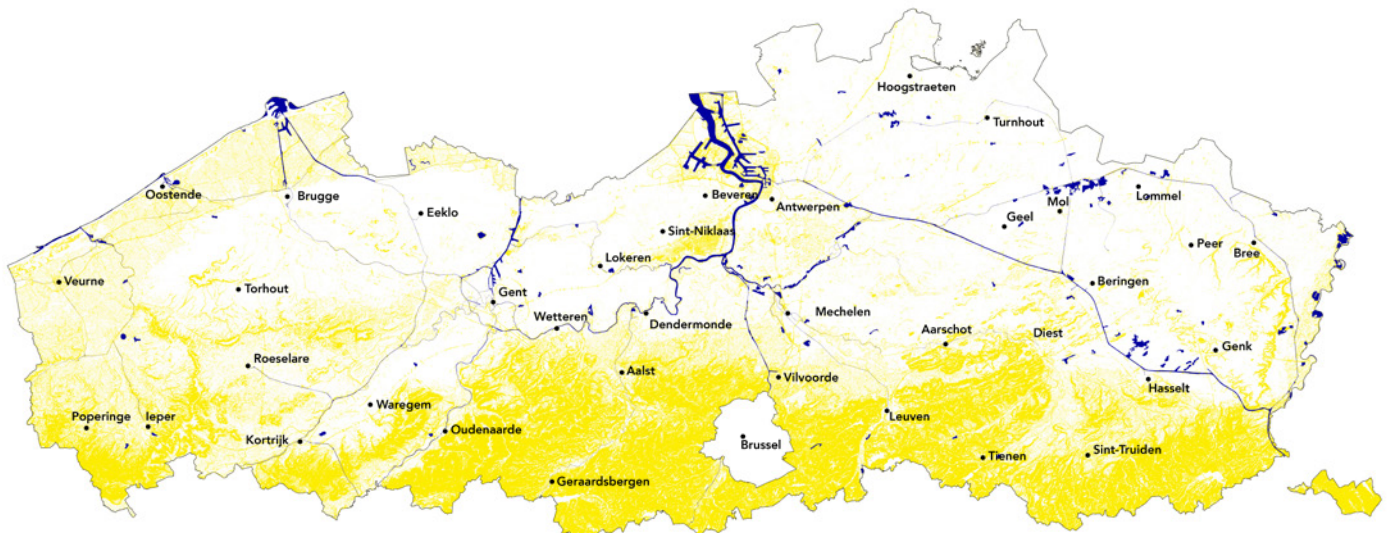 Hoogstraeten
Turnhout
Oostende
Brugge
Eeklo
Beveren
Antwerpen
Lommel
Mol
Geel
Sint-Niklaas
Peer
Bree
Lokeren
Veurne
Torhout
Gent
Beringen
Wetteren
Dendermonde
Mechelen
Aarschot
Diest
Roeselare
Genk
Aalst
Vilvoorde
Hasselt
Waregem
Poperinge
Ieper
Leuven
Kortrijk
Oudenaarde
Brussel
Tienen
Sint-Truiden
Geraardsbergen